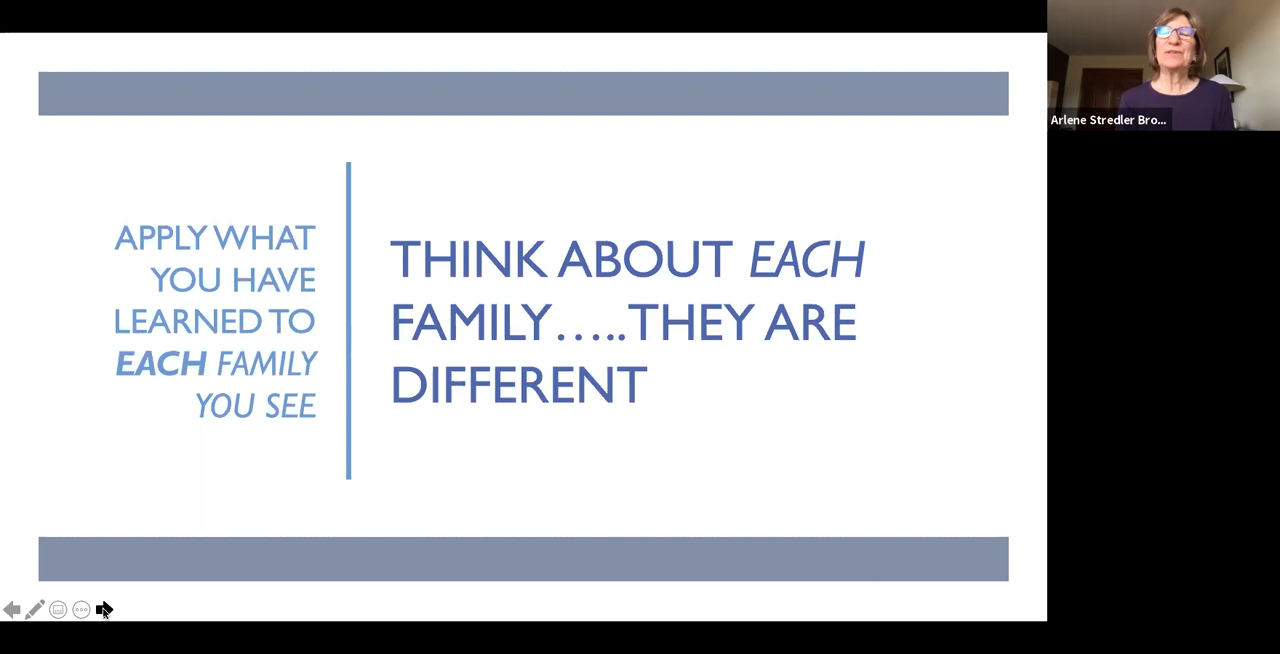 APPLY WHAT
YOU HAVE
LEARNED TO
EACH FAMILY
YOU SEE
THINK ABOUT EACH
FAMILY.....THEY ARE
DIFFERENT
Arlene Stredler Bro...